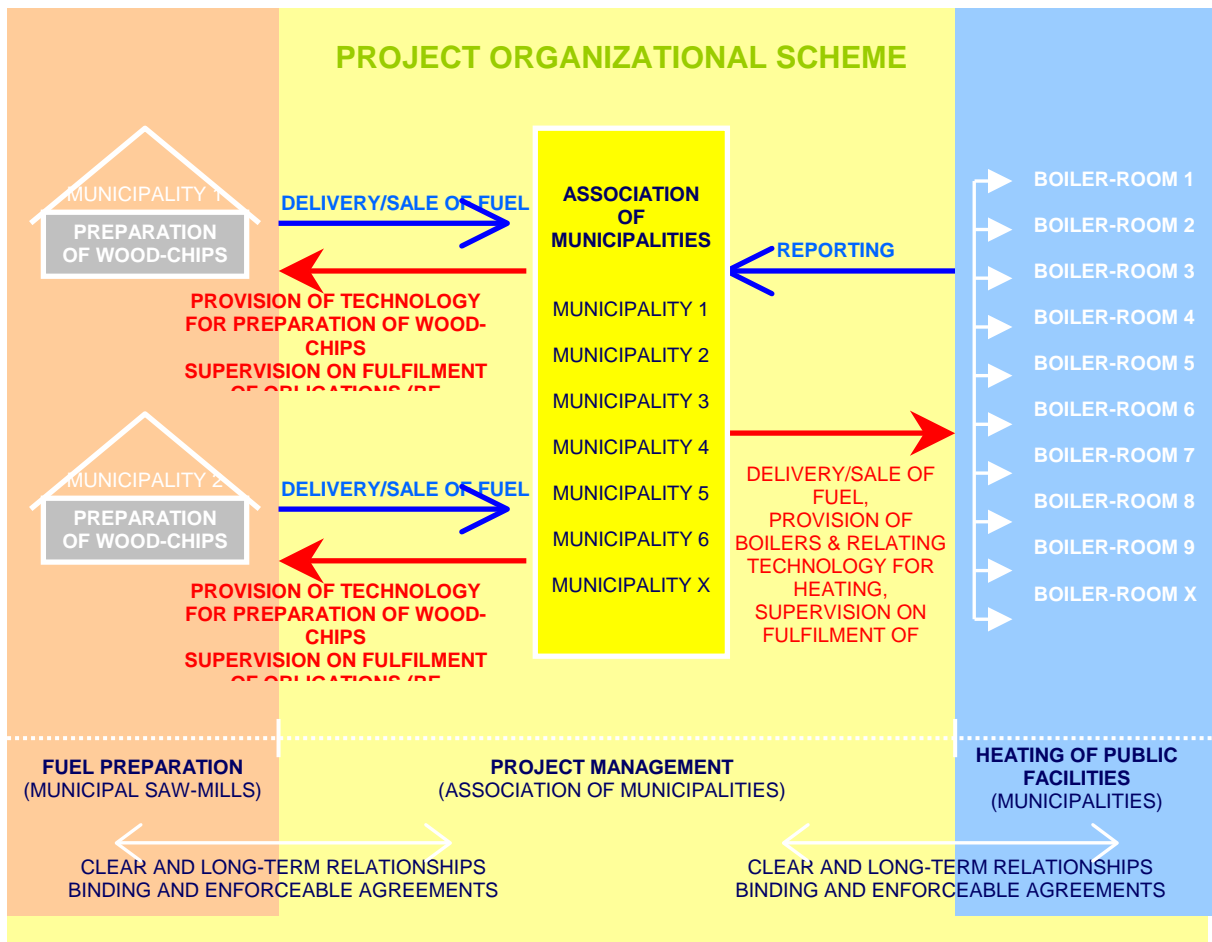 PROJECT ORGANIZATIONAL SCHEME
MUNICIPALITY 1
PREPARATION
OF WOOD-CHIPS
DELIVERY/SALE OF FUEL
PROVISION OF TECHNOLOGY
FOR PREPARATION OF WOOD-
CHIPS
SUPERVISION ON FULFILMENT
OF OBLIGATIONS (RE
MUNICIPALITY 2
PREPARATION
OF WOOD-CHIPS
DELIVERY/SALE OF FUEL
PROVISION OF TECHNOLOGY
FOR PREPARATION OF WOOD-
CHIPS
SUPERVISION ON FULFILMENT
OF OBLIGATIONS (RE
ASSOCIATION
OF
MUNICIPALITIES
MUNICIPALITY 1
MUNICIPALITY 2
MUNICIPALITY 3
MUNICIPALITY 4
MUNICIPALITY 5
MUNICIPALITY 6
MUNICIPALITY X
REPORTING
DELIVERY/SALE OF
FUEL,
PROVISION OF
BOILERS & RELATING
TECHNOLOGY FOR
HEATING,
SUPERVISION ON
FULFILMENT OF
BOILER-ROOM 1
BOILER-ROOM 2
BOILER-ROOM 3
BOILER-ROOM 4
BOILER-ROOM 5
BOILER-ROOM 6
BOILER-ROOM 7
BOILER-ROOM 8
BOILER-ROOM 9
BOILER-ROOM X
FUEL PREPARATION
(MUNICIPAL SAW-MILLS)
PROJECT MANAGEMENT
(ASSOCIATION OF MUNICIPALITIES)
HEATING OF PUBLIC
FACILITIES
(MUNICIPALITIES)
CLEAR AND LONG-TERM RELATIONSHIPS
BINDING AND ENFORCEABLE AGREEMENTS
CLEAR AND LONG-TERM RELATIONSHIPS
BINDING AND ENFORCEABLE AGREEMENTS